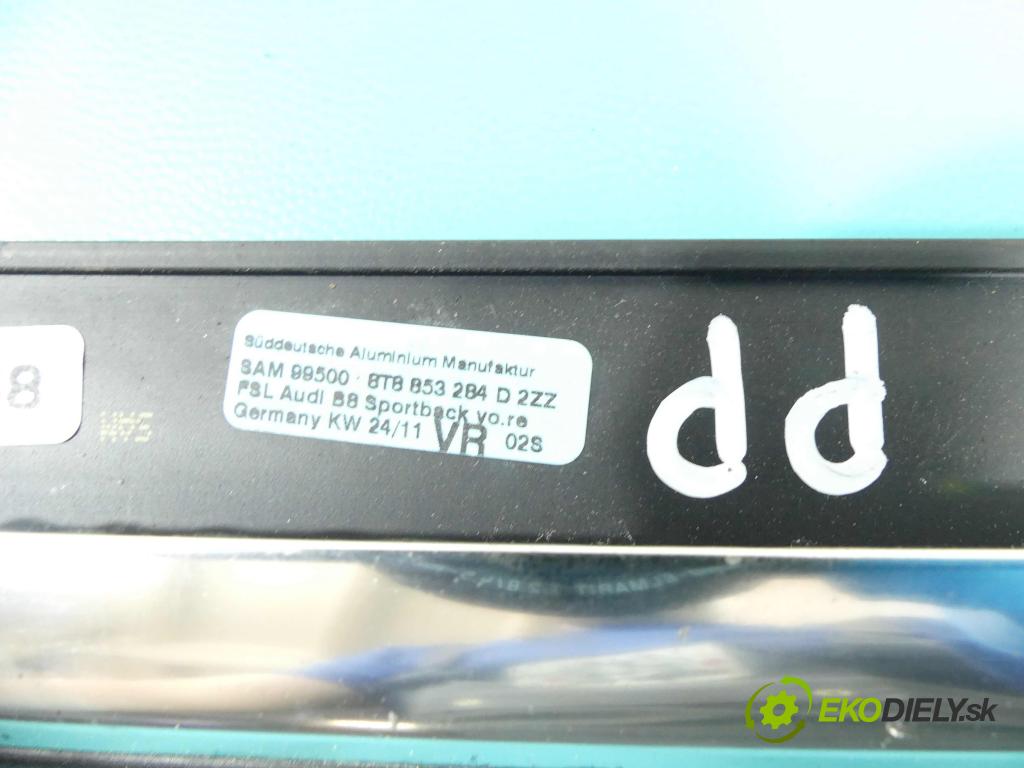 8
SAM
Süddeutsche Aluminium Manufaktur
SAM 99500 · 8T8 853 284 D 2ZZ
FSL Audi B8 Sportback vo.re
Germany KW 24/11 VR 02S
dd
EKODIELY.sk